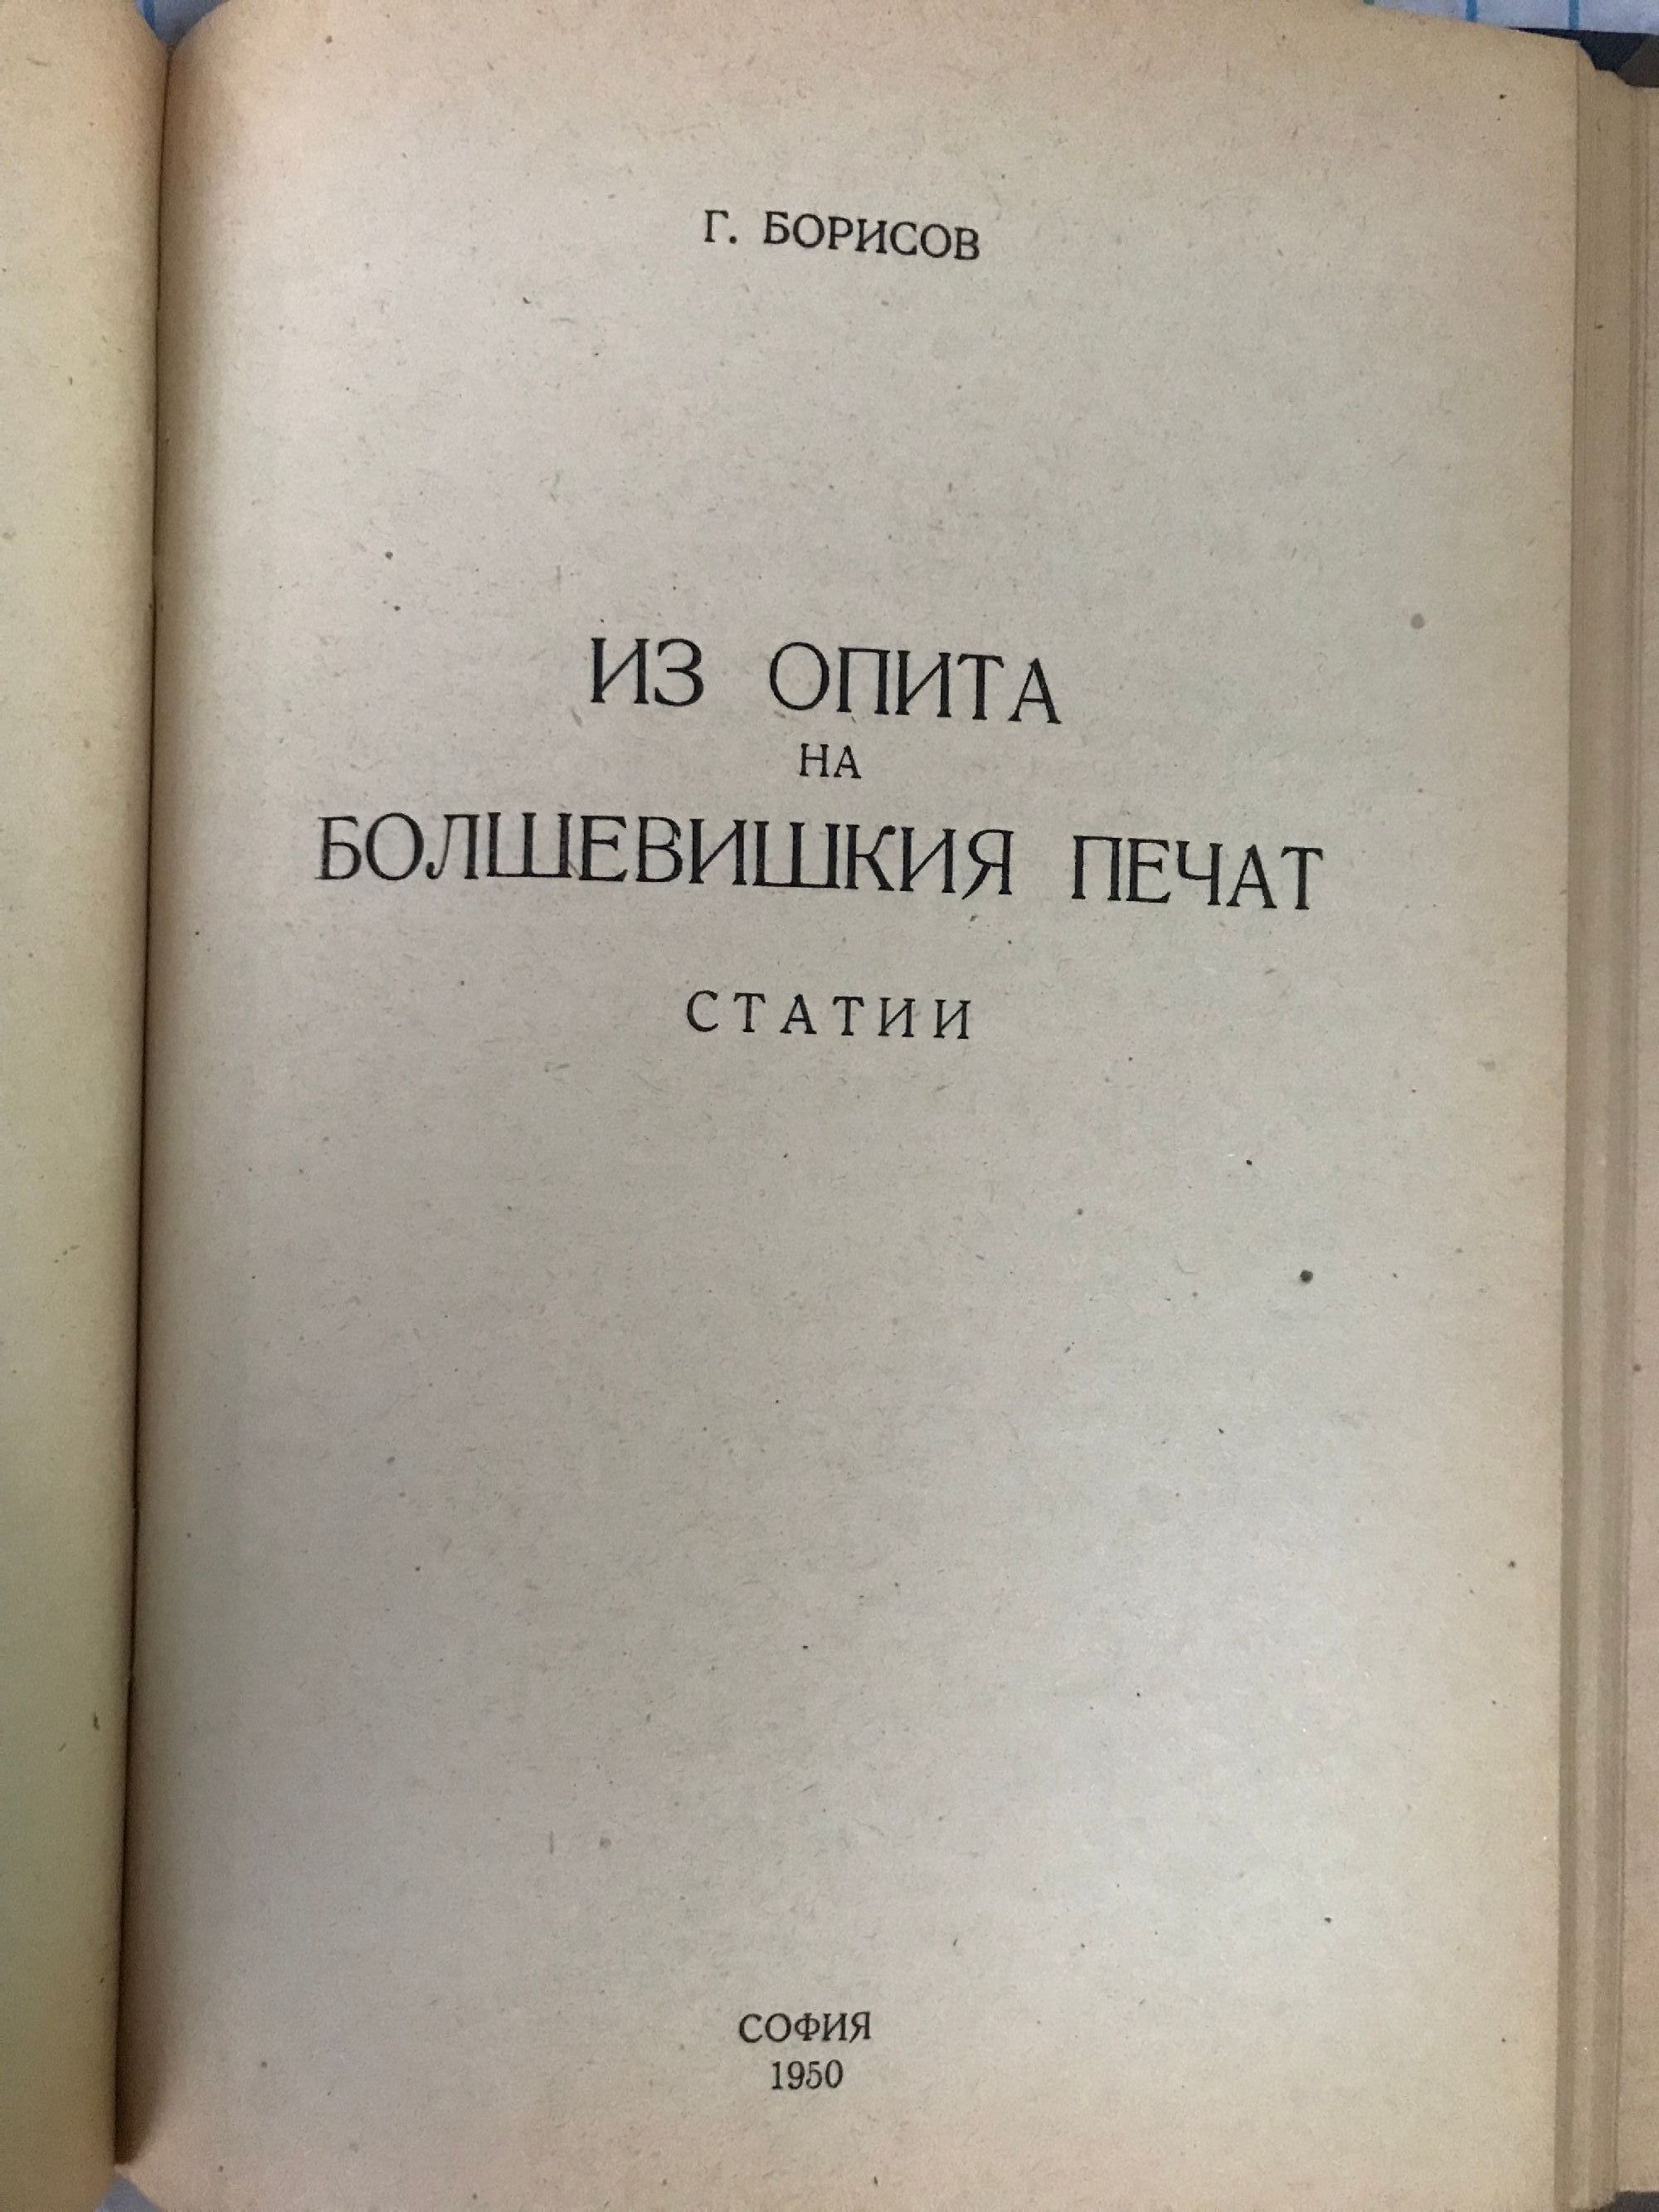 Г. БОРИСОВ
ИЗ ОПИТА
НА
БОЛШЕВИШКИЯ ПЕЧАТ
СТАТИИ
СОФИЯ
1950